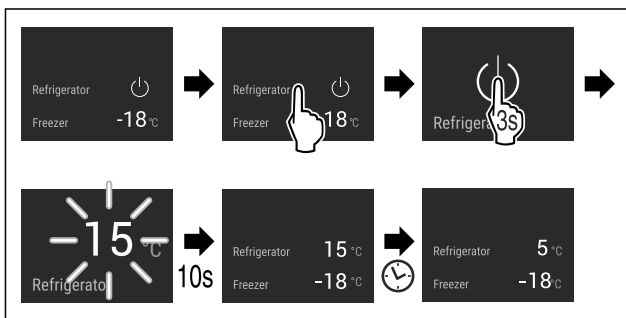 Refrigerator
Freezer -18 °C
Refrigerator
Freezer 18 °C
Refrigera 3s
15 °C
Refrigerato
10s
Refrigerator 15 °C
Freezer -18 °C
Refrigerator 5 °C
Freezer -18 °C